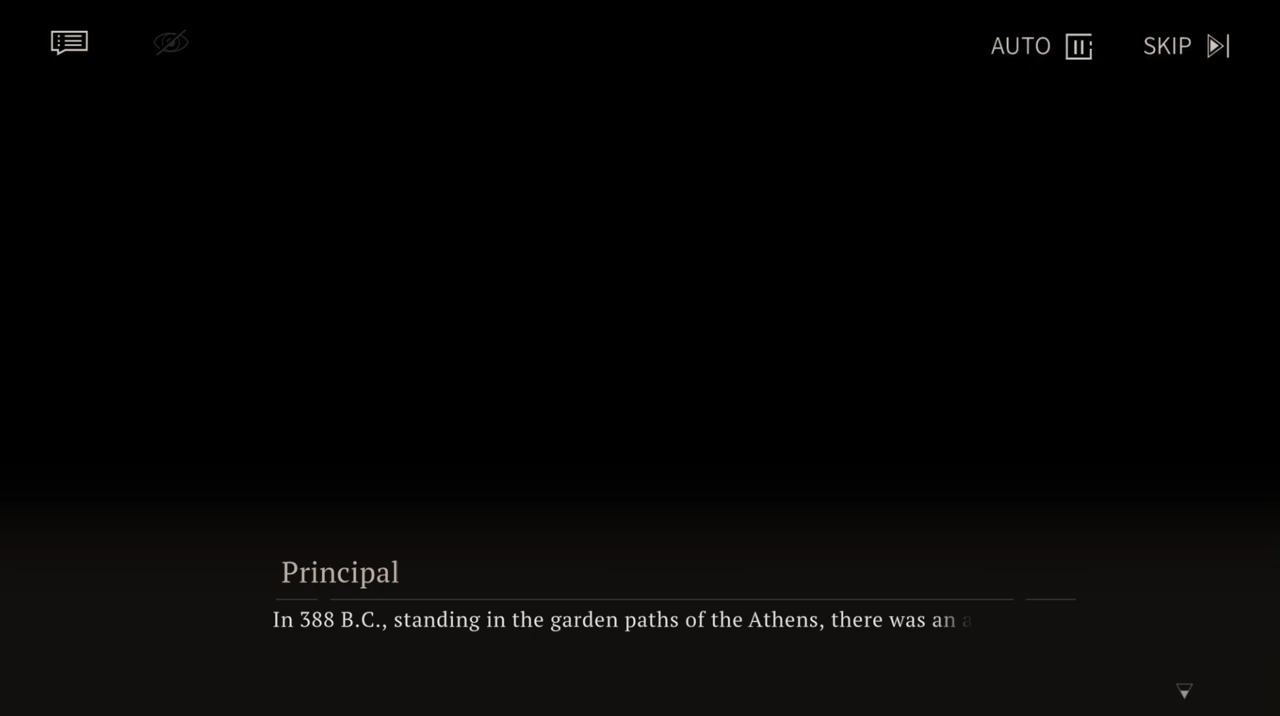 AUTO
SKIP
Principal
In 388 B.C., standing in the garden paths of the Athens, there was an a